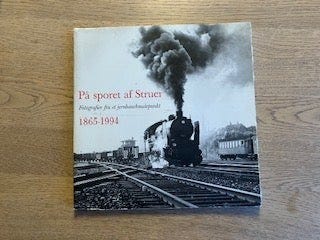 På sporet af Struer
Fotografier fra et jernbaneknudepunkt
1865-1994